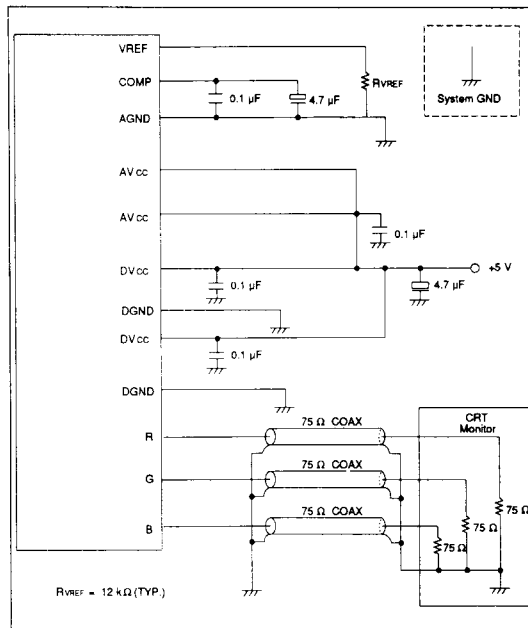 VREF
COMP
RVREF
0.1 µF
4.7 µF
System GND
AGND
AVcc
AVcc
0.1 µF
DVcc
+5 V
0.1 µF
4.7 µF
DGND
DVcc
0.1 µF
DGND
75 Ω COAX
CRT
Monitor
R
75 Ω COAX
G
75 Ω
75 Ω COAX
75 Ω
B
75 Ω
RVREF = 12 kΩ (TYP.)